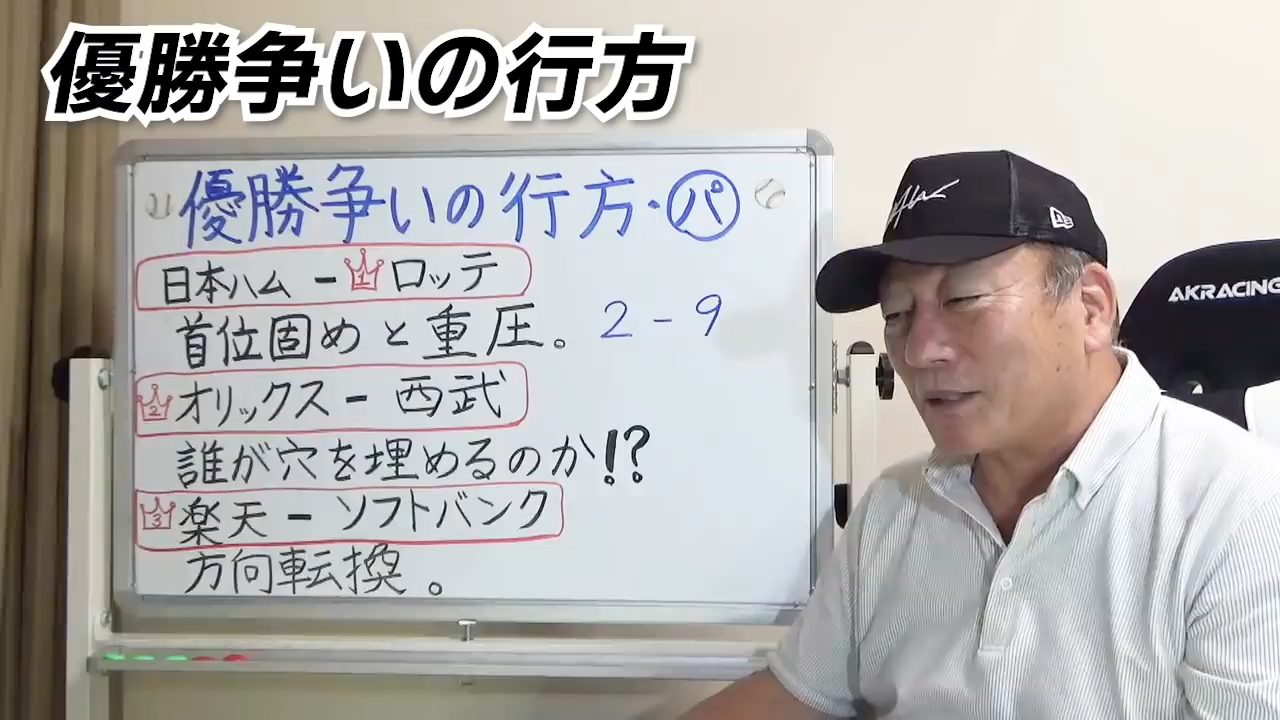 優勝争いの行方
優勝争いの行方・パ
日本ハム - 1 ロッテ
首位固めと重圧。 2 - 9
2 オリックス - 西武
誰が穴を埋めるのか!?
3 楽天 - ソフトバンク
方向転換。
AKRACING